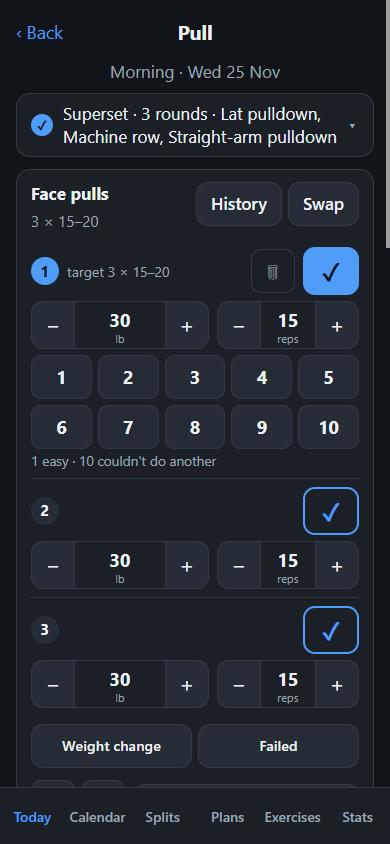 ‹ Back
Pull
Morning · Wed 25 Nov
✓ Superset · 3 rounds · Lat pulldown, ▾
Machine row, Straight-arm pulldown
Face pulls
History
Swap
3 × 15–20
1 target 3 × 15–20 ✓
− 30 + − 15 +
lb reps
1 2 3 4 5
6 7 8 9 10
1 easy · 10 couldn't do another
2 ✓
− 30 + − 15 +
lb reps
3 ✓
− 30 + − 15 +
lb reps
Weight change Failed
Today Calendar Splits Plans Exercises Stats